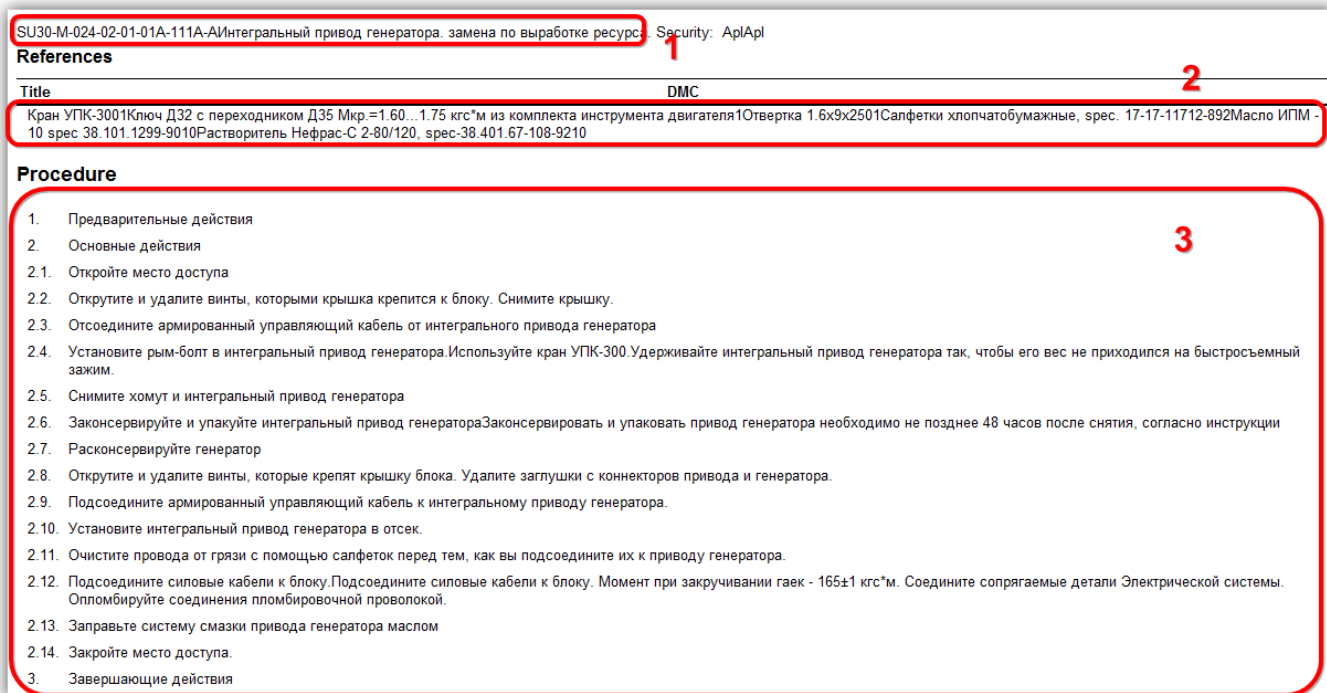 SU30-M-024-02-01-01A-111A-AИнтегральный привод генератора. замена по выработке ресурса. Security: AplApl
1
References
2
Title DMC
Кран УПК-3001Ключ Д32 с переходником Д35 Мкр.=1.60...1.75 кгс*м из комплекта инструмента двигателя1Отвертка 1.6x9x2501Салфетки хлопчатобумажные, spec. 17-17-11712-892Масло ИПМ -
10 spec 38.101.1299-9010Растворитель Нефрас-С 2-80/120, spec-38.401.67-108-9210
Procedure
3
1. Предварительные действия
2. Основные действия
2.1. Откройте место доступа
2.2. Открутите и удалите винты, которыми крышка крепится к блоку. Снимите крышку.
2.3. Отсоедините армированный управляющий кабель от интегрального привода генератора
2.4. Установите рым-болт в интегральный привод генератора.Используйте кран УПК-300.Удерживайте интегральный привод генератора так, чтобы его вес не приходился на быстросъемный
зажим.
2.5. Снимите хомут и интегральный привод генератора
2.6. Законсервируйте и упакуйте интегральный привод генератораЗаконсервировать и упаковать привод генератора необходимо не позднее 48 часов после снятия, согласно инструкции
2.7. Расконсервируйте генератор
2.8. Открутите и удалите винты, которые крепят крышку блока. Удалите заглушки с коннекторов привода и генератора.
2.9. Подсоедините армированный управляющий кабель к интегральному приводу генератора.
2.10. Установите интегральный привод генератора в отсек.
2.11. Очистите провода от грязи с помощью салфеток перед тем, как вы подсоедините их к приводу генератора.
2.12. Подсоедините силовые кабели к блоку.Подсоедините силовые кабели к блоку. Момент при закручивании гаек - 165±1 кгс*м. Соедините сопрягаемые детали Электрической системы.
Опломбируйте соединения пломбировочной проволокой.
2.13. Заправьте систему смазки привода генератора маслом
2.14. Закройте место доступа.
3. Завершающие действия